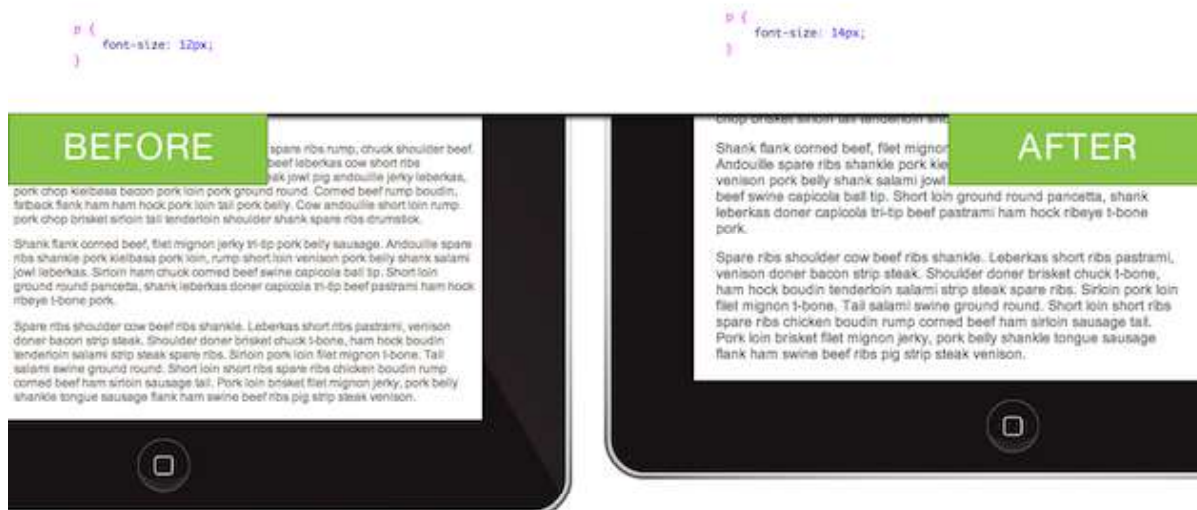 p {
font-size: 12px;
}
BEFORE
spare ribs rump, chuck shoulder beef
beef leberkas cow short ribs
jowl pig andouille jerky leberkas,
pork chop kielbasa bacon pork loin pork ground round. Corned beef rump boudin,
fatback flank ham ham hock pork loin tail pork belly. Cow andouille short loin rump
pork chop brisket sirloin tail tenderloin shoulder shank spare ribs drumstick.
Shank flank corned beef, filet mignon jerky tri-tip pork belly sausage. Andouille spare
ribs shankle pork kielbasa pork loin, rump short loin venison pork belly shank salami
jowl leberkas. Sirloin ham chuck corned beef swine capicola ball tip. Short loin
ground round pancetta, shank leberkas doner capicola tri-tip beef pastrami ham hock
ribeye t-bone pork.
Spare ribs shoulder cow beef ribs shankle. Leberkas short ribs pastrami, venison
doner bacon strip steak. Shoulder doner brisket chuck t-bone, ham hock boudin
tenderloin salami strip steak spare ribs. Sirloin pork loin filet mignon t-bone. Tail
salami swine ground round. Short loin short ribs spare ribs chicken boudin rump
corned beef ham sirloin sausage tail. Pork loin brisket filet mignon jerky, pork belly
shankle tongue sausage flank ham swine beef ribs pig strip steak venison.
p {
font-size: 14px;
}
AFTER
chop brisket sirloin tail tenderloin
Shank flank corned beef, filet mignon
Andouille spare ribs shankle pork
venison pork belly shank salami jowl
beef swine capicola ball tip. Short loin ground round pancetta, shank
leberkas doner capicola tri-tip beef pastrami ham hock ribeye t-bone
pork.
Spare ribs shoulder cow beef ribs shankle. Leberkas short ribs pastrami,
venison doner bacon strip steak. Shoulder doner brisket chuck t-bone,
ham hock boudin tenderloin salami strip steak spare ribs. Sirloin pork loin
filet mignon t-bone. Tail salami swine ground round. Short loin short ribs
spare ribs chicken boudin rump corned beef ham sirloin sausage tail.
Pork loin brisket filet mignon jerky, pork belly shankle tongue sausage
flank ham swine beef ribs pig strip steak venison.